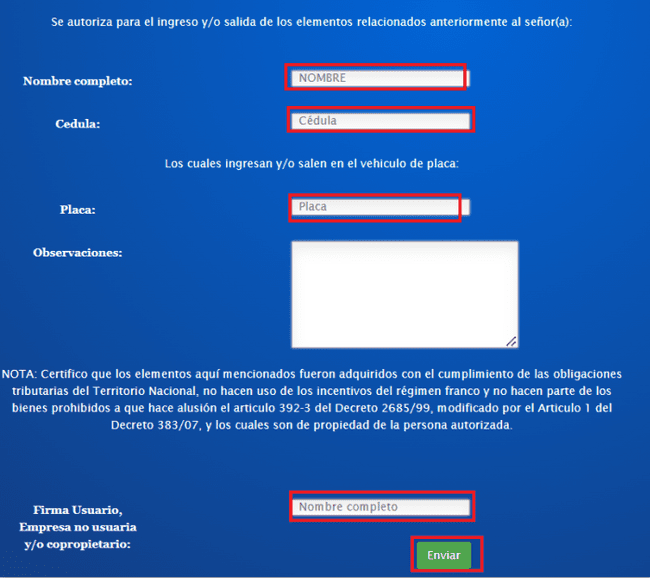 Se autoriza para el ingreso y/o salida de los elementos relacionados anteriormente al señor(a):
Nombre completo:
NOMBRE
Cedula:
Cédula
Los cuales ingresan y/o salen en el vehiculo de placa:
Placa:
Placa
Observaciones:
NOTA: Certifico que los elementos aquí mencionados fueron adquiridos con el cumplimiento de las obligaciones
tributarias del Territorio Nacional, no hacen uso de los incentivos del régimen franco y no hacen parte de los
bienes prohibidos a que hace alusión el articulo 392-3 del Decreto 2685/99, modificado por el Articulo 1 del
Decreto 383/07, y los cuales son de propiedad de la persona autorizada.
Firma Usuario,
Empresa no usuaria
y/o copropietario:
Nombre completo
Enviar